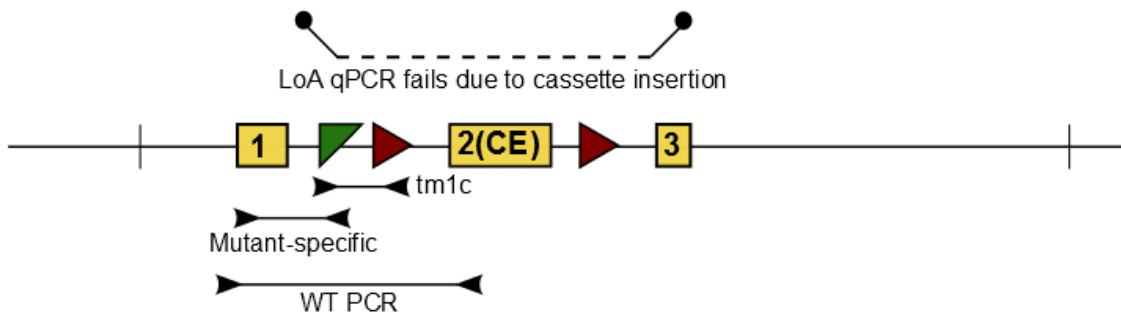 LoA qPCR fails due to cassette insertion
1 2(CE) 3
tm1c
Mutant-specific
WT PCR